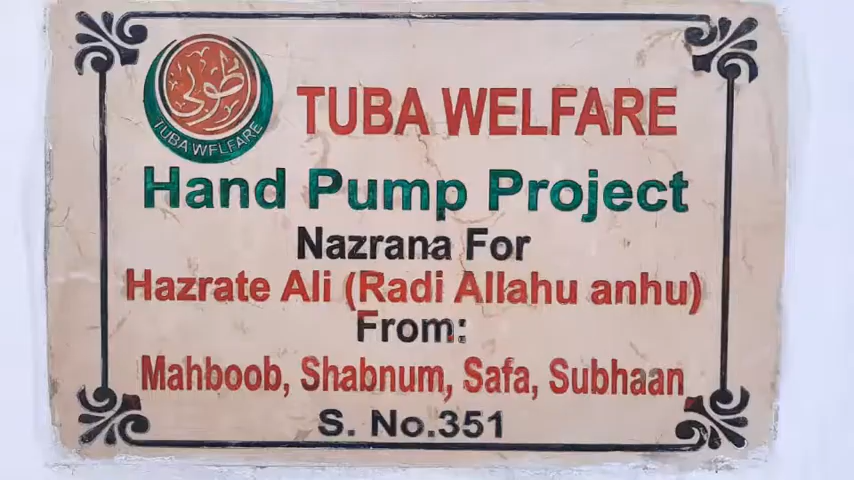 طوبى
TUBA WELFARE
TUBA WELFARE
Hand Pump Project
Nazrana For
Hazrate Ali (Radi Allahu anhu)
From:
Mahboob, Shabnum, Safa, Subhaan
S. No.351